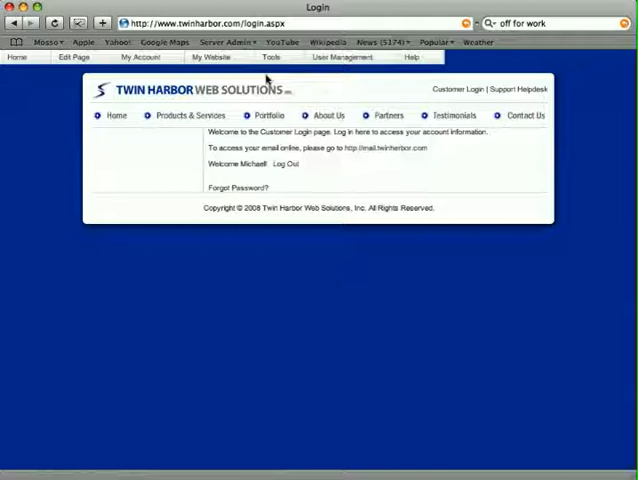 Login
http://www.twinharbor.com/login.aspx
off for work
Mosso Apple Yahoo! Google Maps Server Admin YouTube Wikipedia News (5174) Popular Weather
Home Edit Page My Account My Website Tools User Management Help
TWIN HARBOR WEB SOLUTIONS
Customer Login | Support Helpdesk
Home Products & Services Portfolio About Us Partners Testimonials Contact Us
Welcome to the Customer Login page. Log in here to access your account information.
To access your email online, please go to http://mail.twinharbor.com
Welcome Michael! Log Out
Forgot Password?
Copyright © 2008 Twin Harbor Web Solutions, Inc. All Rights Reserved.